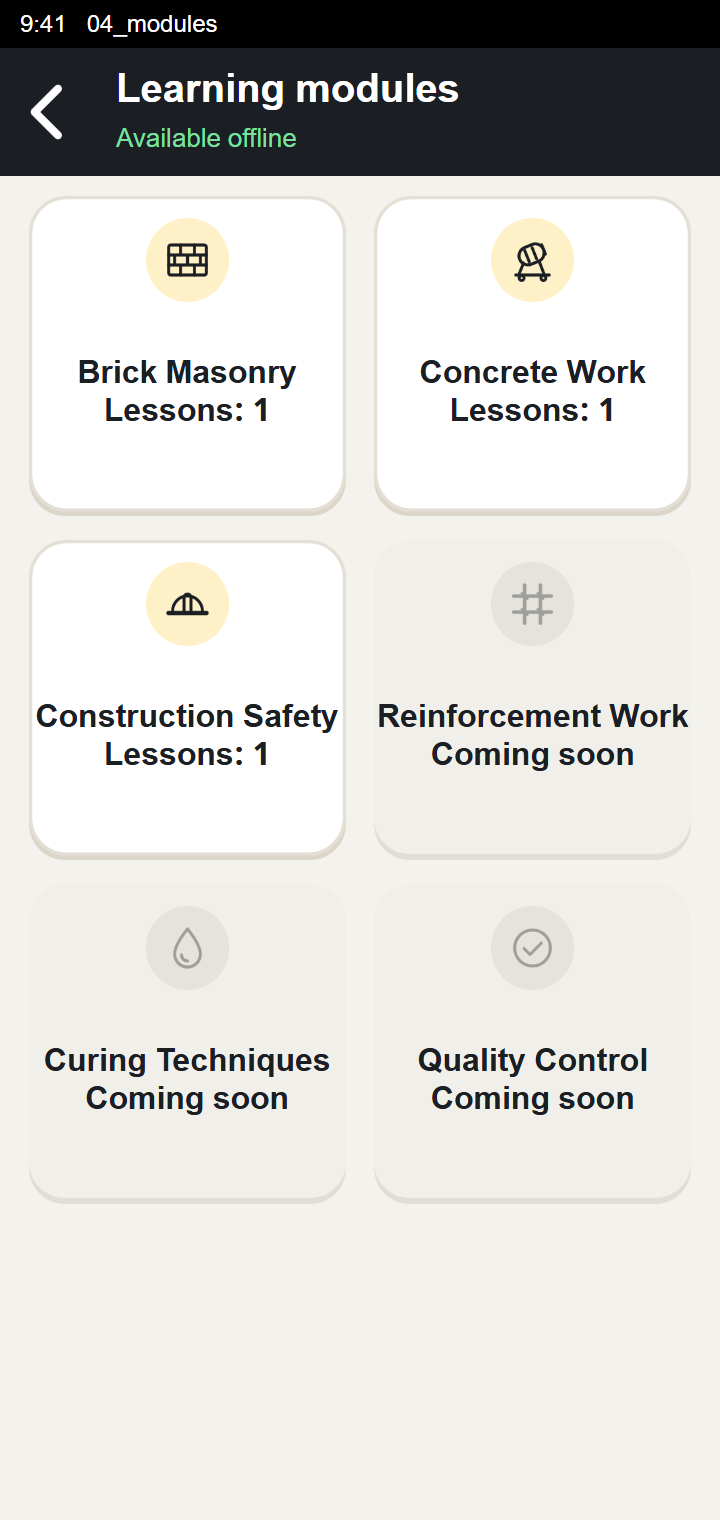 9:41 04_modules
Learning modules
Available offline
Brick Masonry
Lessons: 1
Concrete Work
Lessons: 1
Construction Safety
Lessons: 1
Reinforcement Work
Coming soon
Curing Techniques
Coming soon
Quality Control
Coming soon